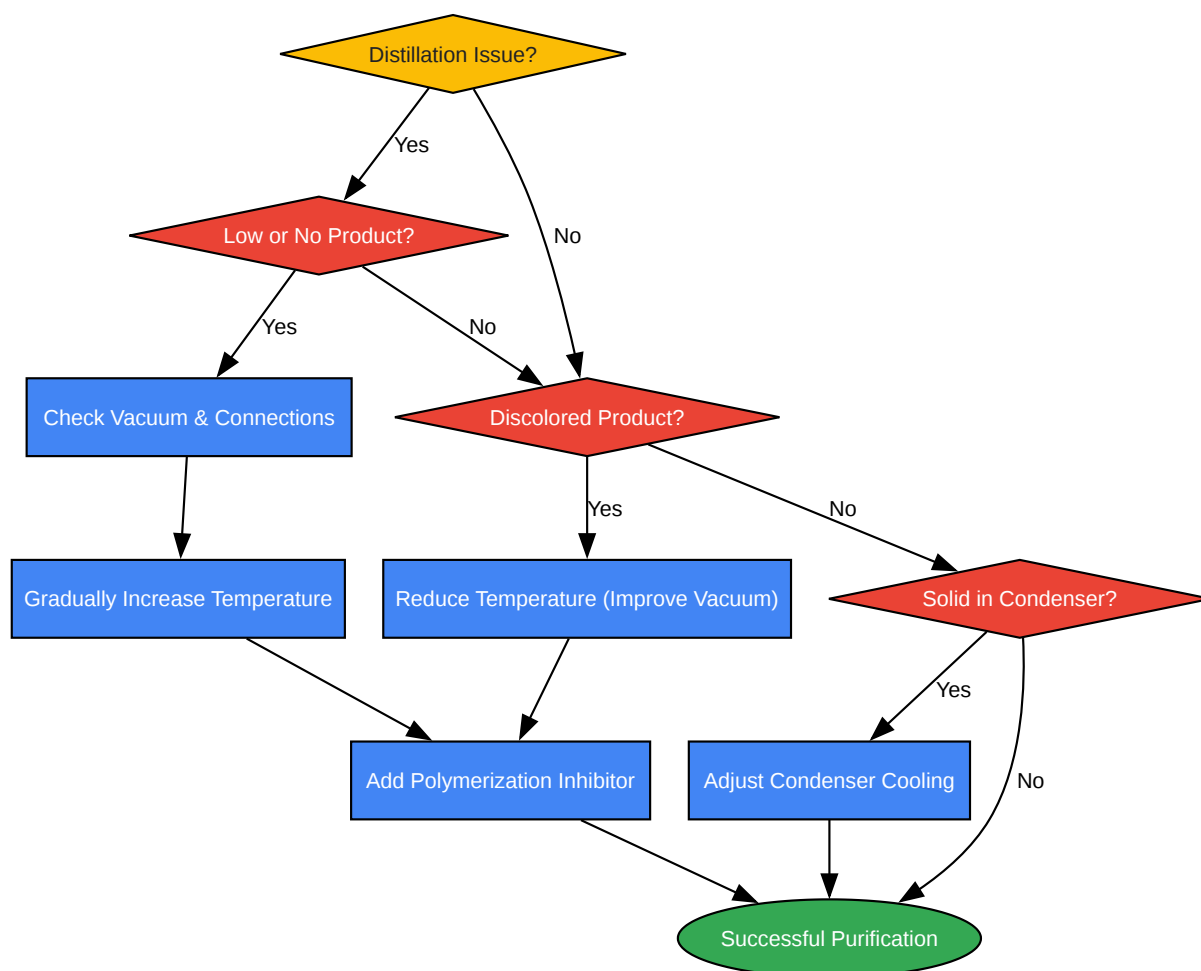 Distillation Issue?
Yes
Low or No Product?
No
Yes
No
Check Vacuum & Connections
Discolored Product?
Yes
No
Gradually Increase Temperature
Reduce Temperature (Improve Vacuum)
Solid in Condenser?
Yes
Add Polymerization Inhibitor
Adjust Condenser Cooling
No
Successful Purification